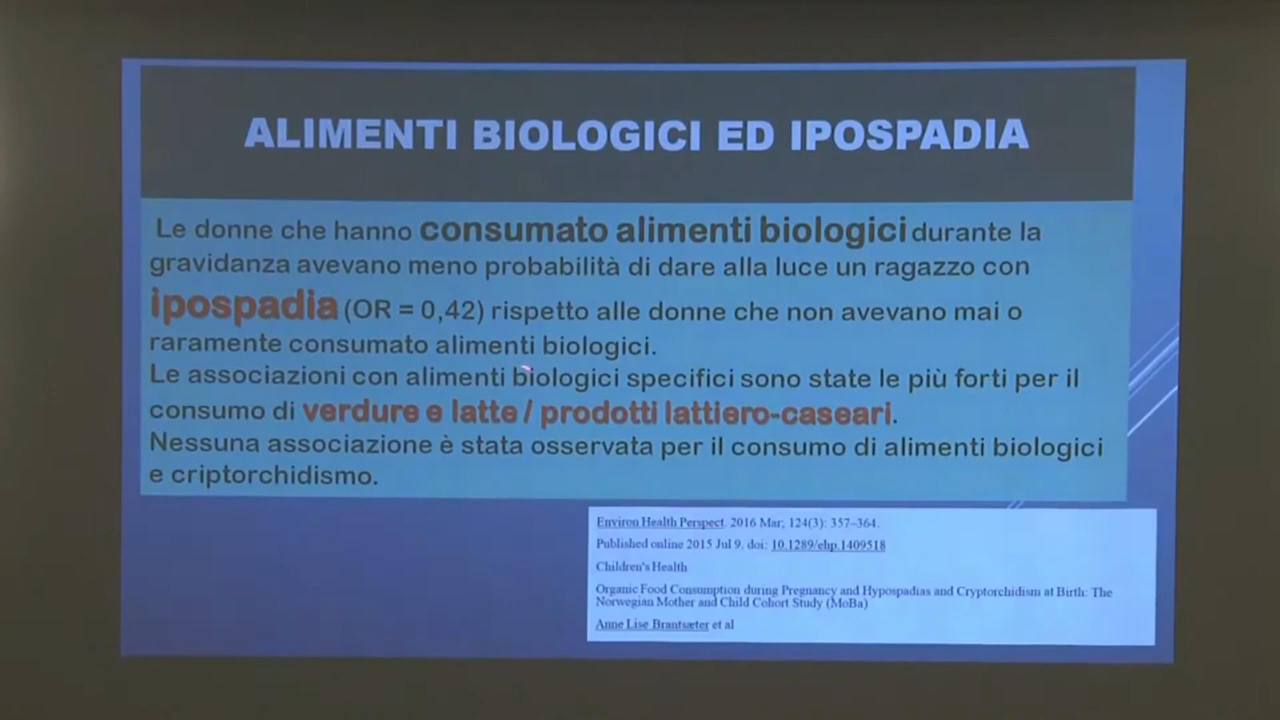 ALIMENTI BIOLOGICI ED IPOSPADIA
Le donne che hanno consumato alimenti biologici durante la
gravidanza avevano meno probabilità di dare alla luce un ragazzo con
ipospadia (OR = 0,42) rispetto alle donne che non avevano mai o
raramente consumato alimenti biologici.
Le associazioni con alimenti biologici specifici sono state le più forti per il
consumo di verdure e latte / prodotti lattiero-caseari.
Nessuna associazione è stata osservata per il consumo di alimenti biologici
e criptorchidismo.
Environ Health Perspect. 2016 Mar; 124(3): 357–364.
Published online 2015 Jul 9. doi: 10.1289/ehp.1409518
Children's Health
Organic Food Consumption during Pregnancy and Hypospadias and Cryptorchidism at Birth: The
Norwegian Mother and Child Cohort Study (MoBa)
Anne Lise Brantsæter et al